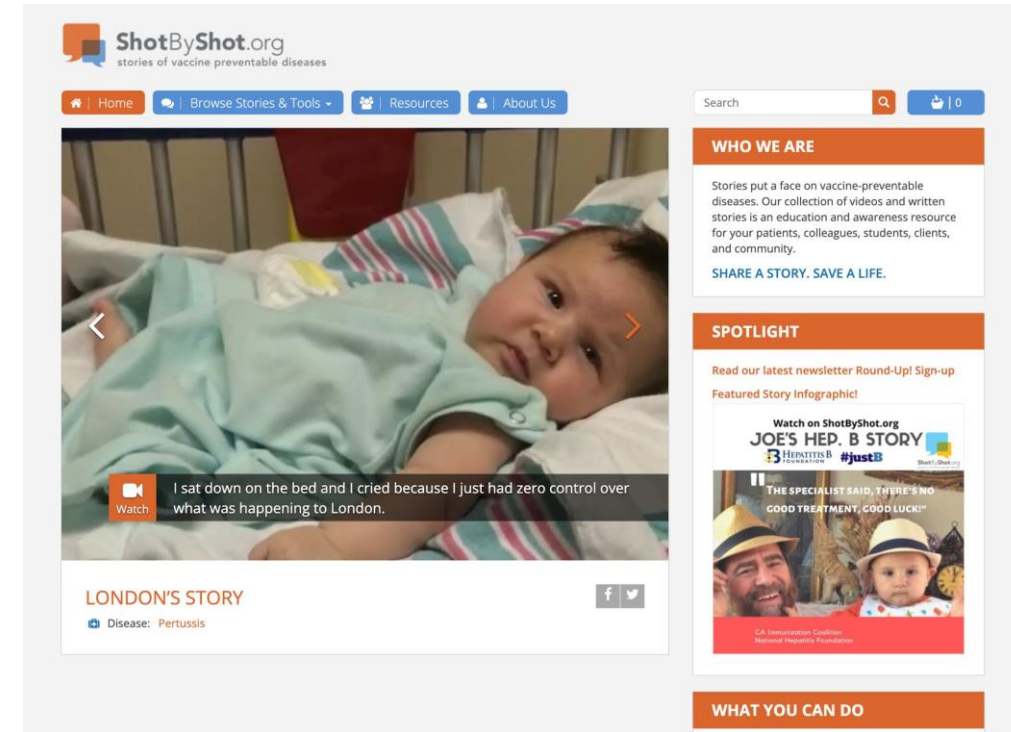 ShotByShot.org
stories of vaccine preventable diseases
Home
Browse Stories & Tools
Resources
About Us
Search
0
I sat down on the bed and I cried because I just had zero control over
what was happening to London.
Watch
LONDON'S STORY
Disease: Pertussis
WHO WE ARE
Stories put a face on vaccine-preventable
diseases. Our collection of videos and written
stories is an education and awareness resource
for your patients, colleagues, students, clients,
and community.
SHARE A STORY. SAVE A LIFE.
SPOTLIGHT
Read our latest newsletter Round-Up! Sign-up
Featured Story Infographic!
Watch on ShotByShot.org
JOE'S HEP. B STORY
HEPATITIS B
FOUNDATION
#justB
ShotByShot.org
"THE SPECIALIST SAID, THERE'S NO
GOOD TREATMENT, GOOD LUCK!"
CA Immunization Coalition
National Hepatitis Foundation
WHAT YOU CAN DO